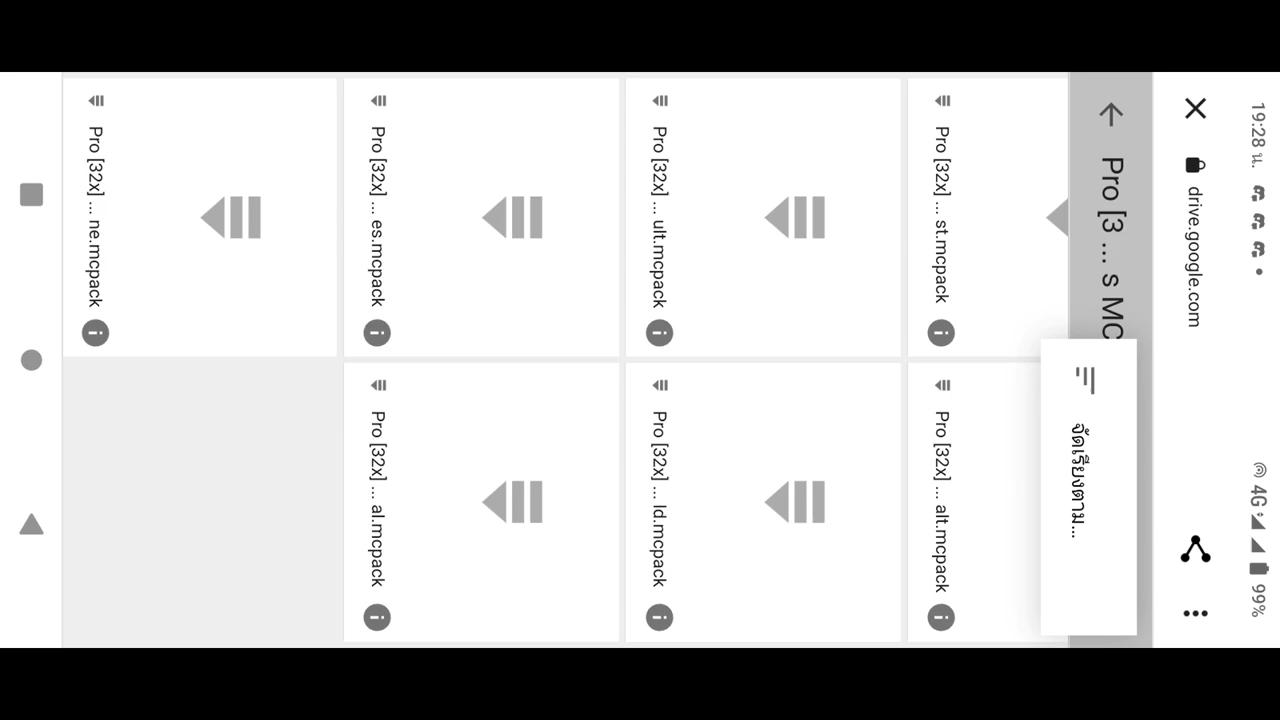 19:28 น.
4G
99%
drive.google.com
Pro [3 ... s MC
จัดเรียงตาม...
Pro [32x] ... st.mcpack
Pro [32x] ... alt.mcpack
Pro [32x] ... ult.mcpack
Pro [32x] ... ld.mcpack
Pro [32x] ... es.mcpack
Pro [32x] ... al.mcpack
Pro [32x] ... ne.mcpack